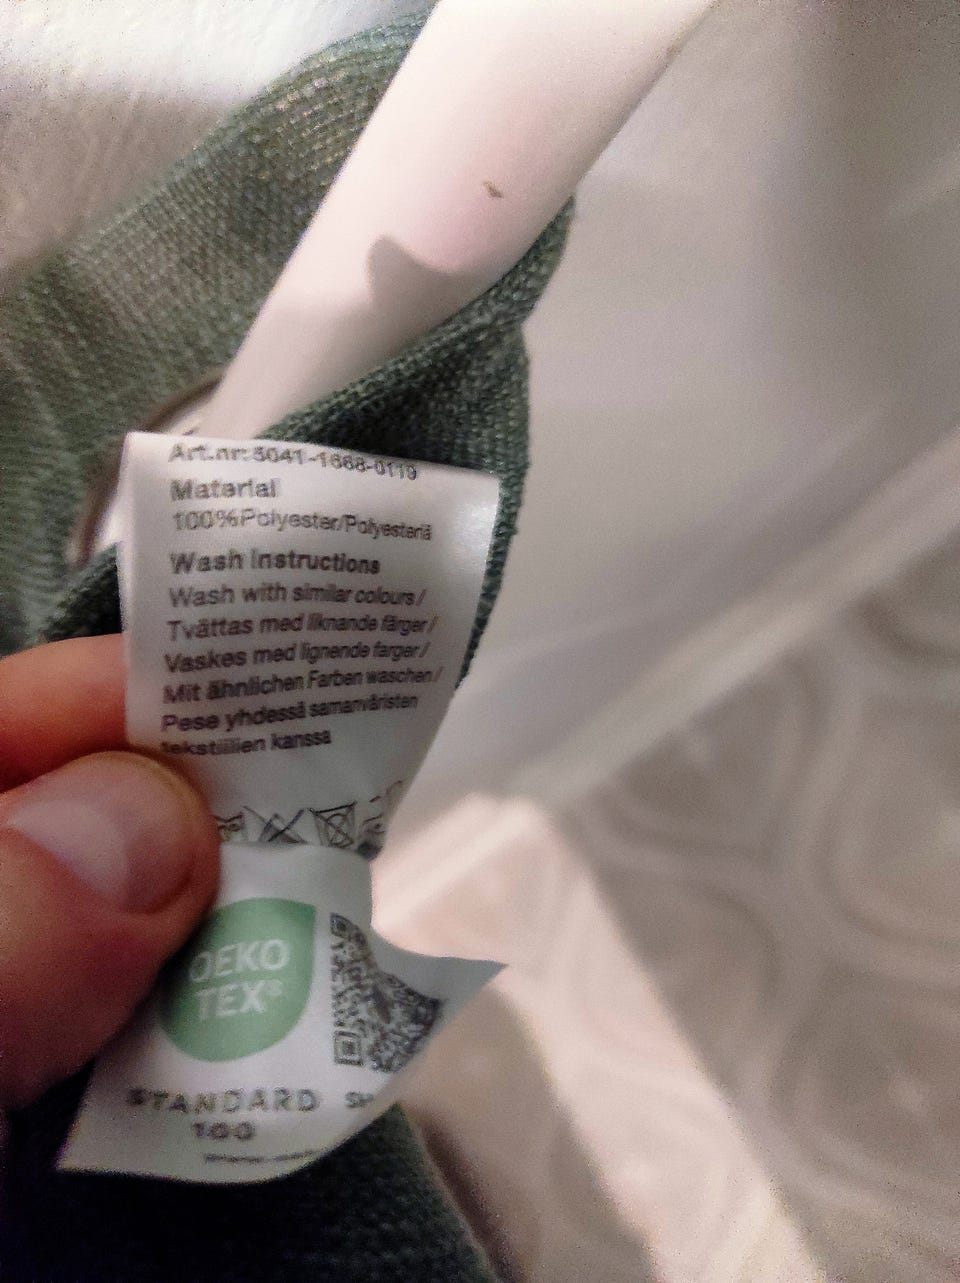 Art.nr:5041-1668-0119
Material
100%Polyester/Polyesteriä
Wash Instructions
Wash with similar colours/
Tvättas med liknande färger/
Vaskes med lignende farger/
Mit ähnlichen Farben waschen/
Pese yhdessä samanväristen
tekstiilien kanssa
OEKO
TEX®
STANDARD
100